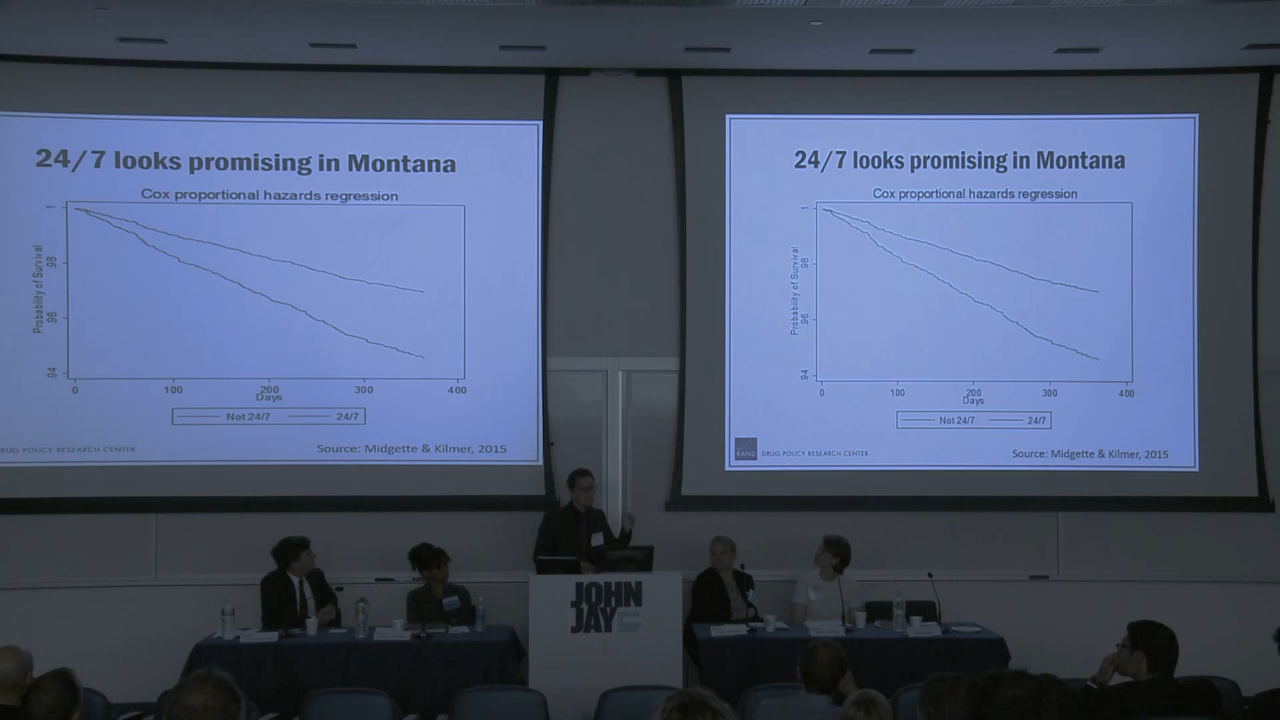 24/7 looks promising in Montana
Cox proportional hazards regression
Probability of Survival
1
.98
.96
.94
0 100 200 300 400
Days
Not 24/7 24/7
DRUG POLICY RESEARCH CENTER
Source: Midgette & Kilmer, 2015
24/7 looks promising in Montana
Cox proportional hazards regression
Probability of Survival
1
.98
.96
.94
0 100 200 300 400
Days
Not 24/7 24/7
RAND
DRUG POLICY RESEARCH CENTER
Source: Midgette & Kilmer, 2015
JOHN
JAY